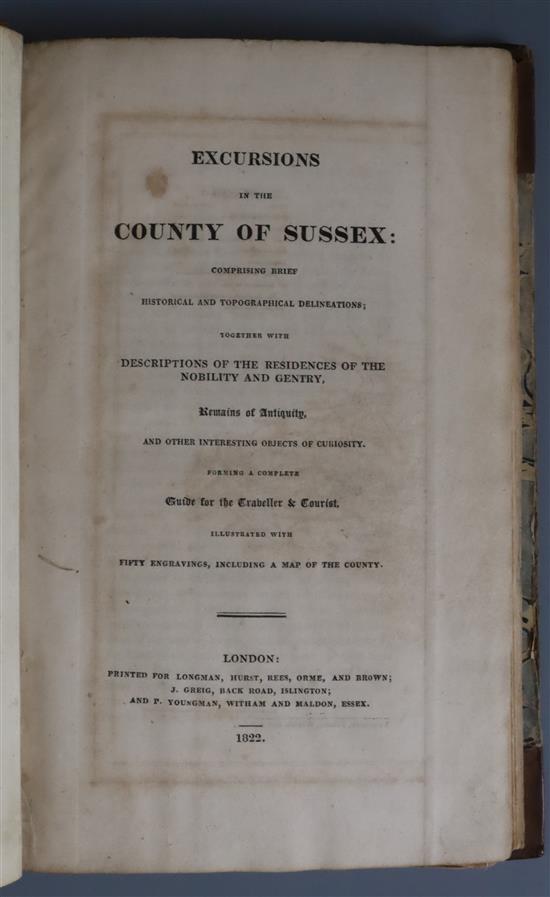 EXCURSIONS
IN THE
COUNTY OF SUSSEX:
COMPRISING BRIEF
HISTORICAL AND TOPOGRAPHICAL DELINEATIONS;
TOGETHER WITH
DESCRIPTIONS OF THE RESIDENCES OF THE
NOBILITY AND GENTRY,
Remains of Antiquity,
AND OTHER INTERESTING OBJECTS OF CURIOSITY.
FORMING A COMPLETE
Guide for the Traveller & Tourist,
ILLUSTRATED WITH
FIFTY ENGRAVINGS, INCLUDING A MAP OF THE COUNTY.
LONDON:
PRINTED FOR LONGMAN, HURST, REES, ORME, AND BROWN;
J. GREIG, BACK ROAD, ISLINGTON;
AND P. YOUNGMAN, WITHAM AND MALDON, ESSEX.
1822.